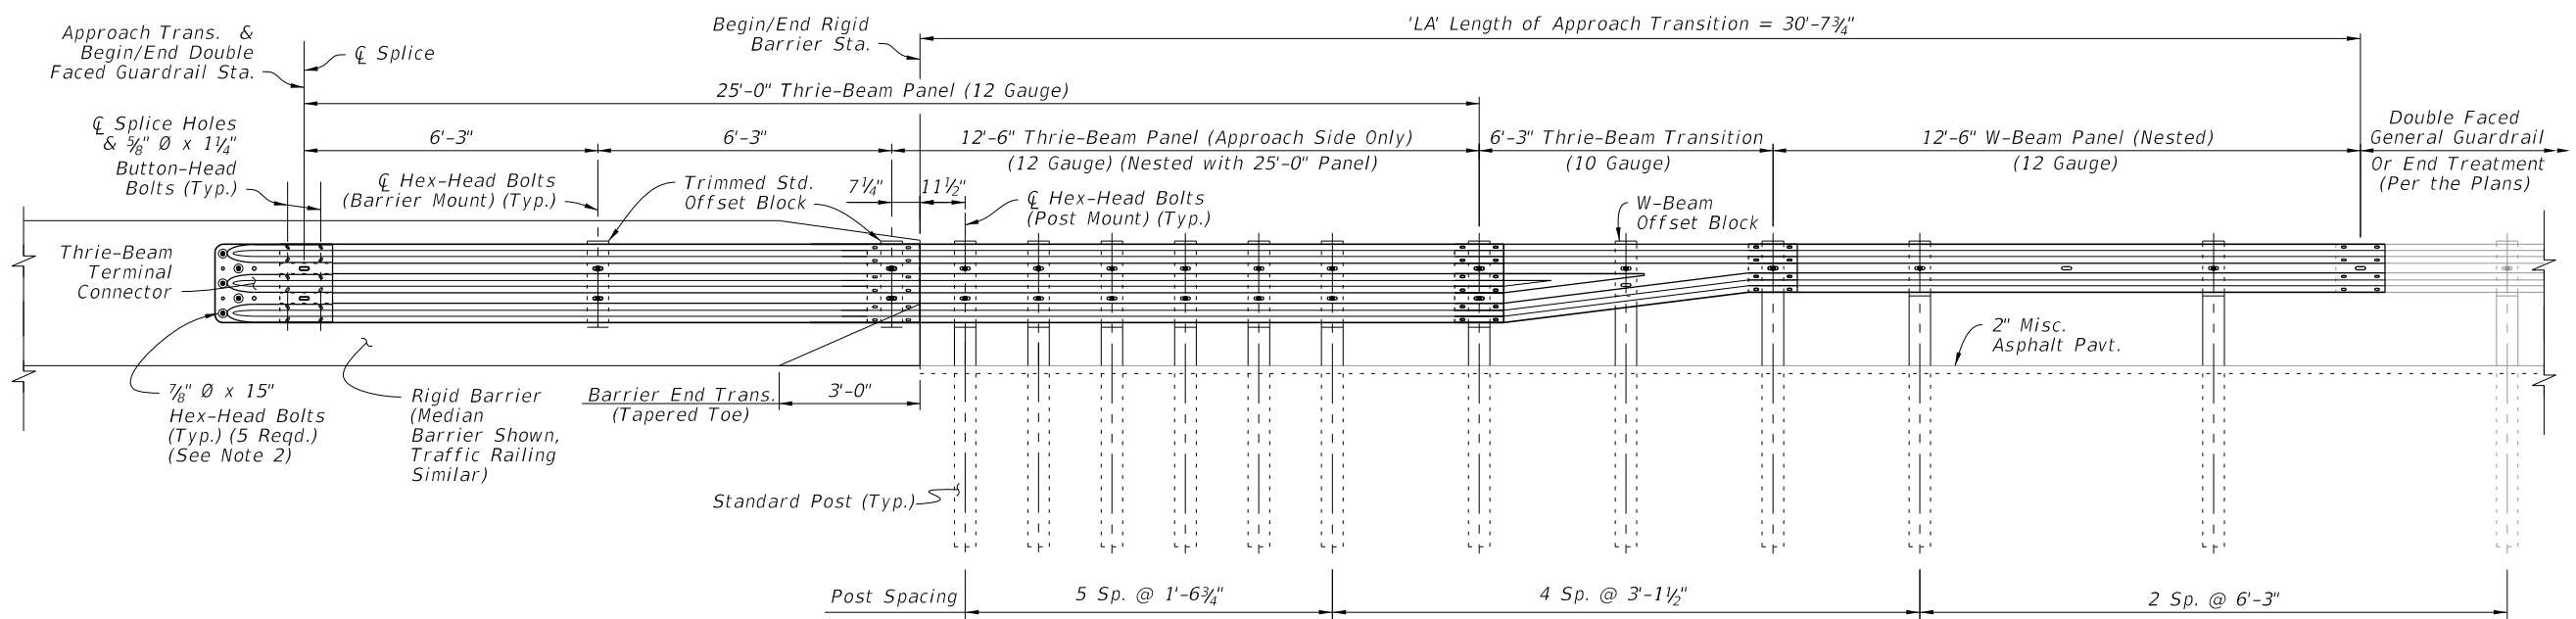 Approach Trans. &
Begin/End Double
Faced Guardrail Sta.
℄ Splice
Begin/End Rigid
Barrier Sta.
'LA' Length of Approach Transition = 30'-7¾"
25'-0" Thrie-Beam Panel (12 Gauge)
℄ Splice Holes
& ⅝" Ø x 1¼"
Button-Head
Bolts (Typ.)
6'-3"
6'-3"
12'-6" Thrie-Beam Panel (Approach Side Only)
(12 Gauge) (Nested with 25'-0" Panel)
6'-3" Thrie-Beam Transition
(10 Gauge)
12'-6" W-Beam Panel (Nested)
(12 Gauge)
Double Faced
General Guardrail
Or End Treatment
(Per the Plans)
℄ Hex-Head Bolts
(Barrier Mount) (Typ.)
Trimmed Std.
Offset Block
7¼"
11½"
℄ Hex-Head Bolts
(Post Mount) (Typ.)
W-Beam
Offset Block
Thrie-Beam
Terminal
Connector
2" Misc.
Asphalt Pavt.
⅞" Ø x 15"
Hex-Head Bolts
(Typ.) (5 Reqd.)
(See Note 2)
Rigid Barrier
(Median
Barrier Shown,
Traffic Railing
Similar)
Barrier End Trans.
(Tapered Toe)
3'-0"
Standard Post (Typ.)
Post Spacing
5 Sp. @ 1'-6¾"
4 Sp. @ 3'-1½"
2 Sp. @ 6'-3"